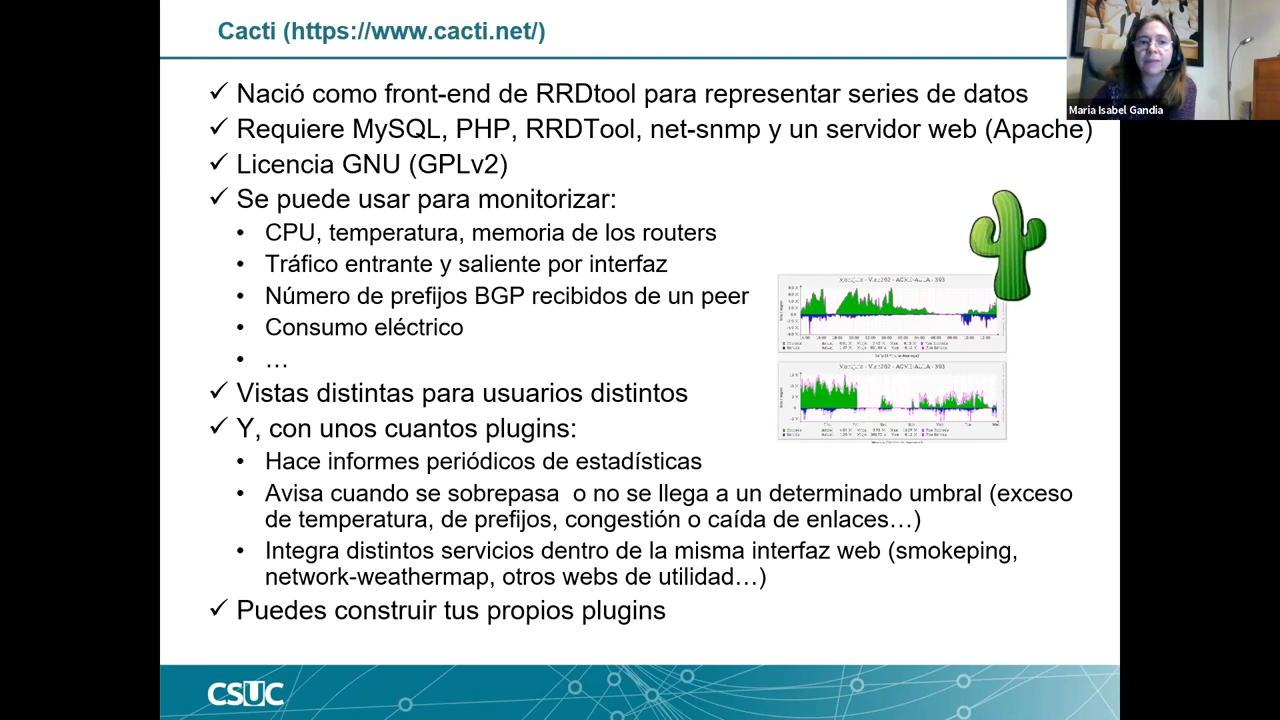 Cacti (https://www.cacti.net/)
Maria Isabel Gandia
✓ Nació como front-end de RRDtool para representar series de datos
✓ Requiere MySQL, PHP, RRDTool, net-snmp y un servidor web (Apache)
✓ Licencia GNU (GPLv2)
✓ Se puede usar para monitorizar:
• CPU, temperatura, memoria de los routers
• Tráfico entrante y saliente por interfaz
• Número de prefijos BGP recibidos de un peer
• Consumo eléctrico
• …
✓ Vistas distintas para usuarios distintos
✓ Y, con unos cuantos plugins:
• Hace informes periódicos de estadísticas
• Avisa cuando se sobrepasa  o no se llega a un determinado umbral (exceso
de temperatura, de prefijos, congestión o caída de enlaces…)
• Integra distintos servicios dentro de la misma interfaz web (smokeping,
network-weathermap, otros webs de utilidad…)
✓ Puedes construir tus propios plugins
CSUC